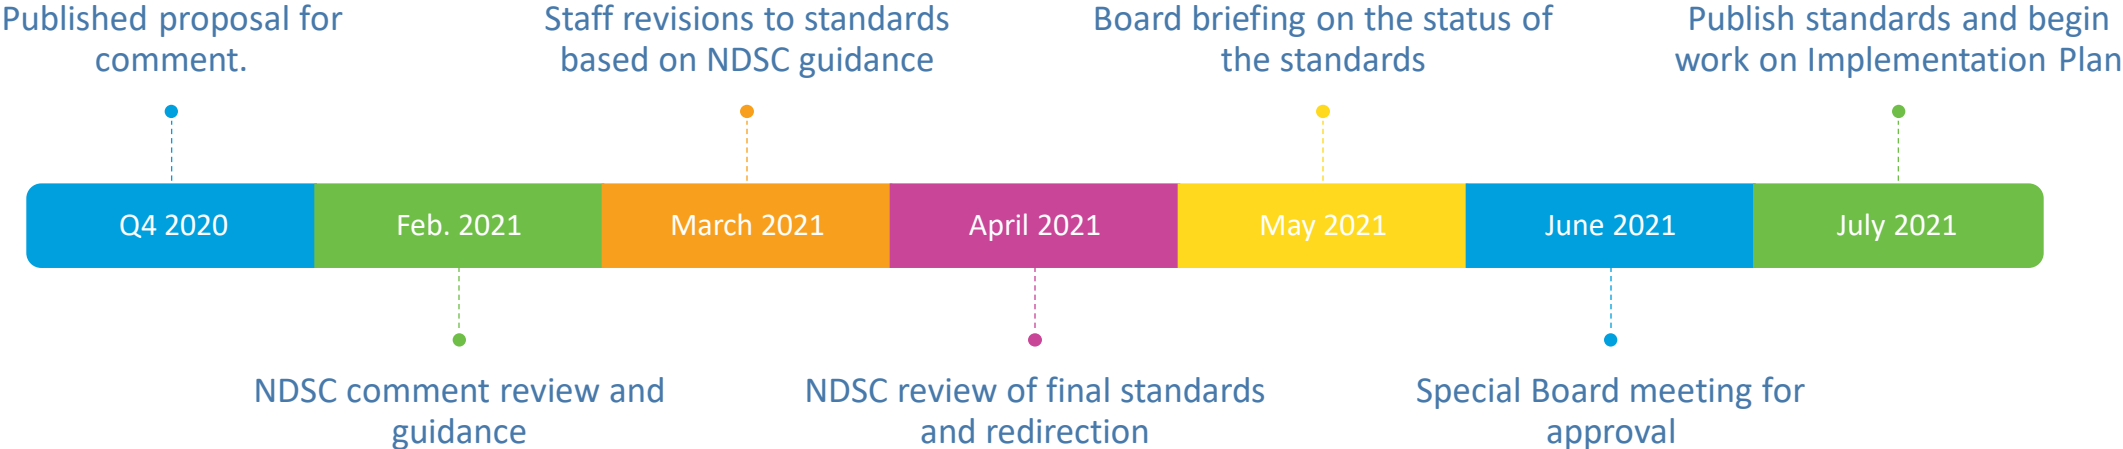 Published proposal for
comment.
Staff revisions to standards
based on NDSC guidance
Board briefing on the status of
the standards
Publish standards and begin
work on Implementation Plan
Q4 2020
Feb. 2021
March 2021
April 2021
May 2021
June 2021
July 2021
NDSC comment review and
guidance
NDSC review of final standards
and redirection
Special Board meeting for
approval